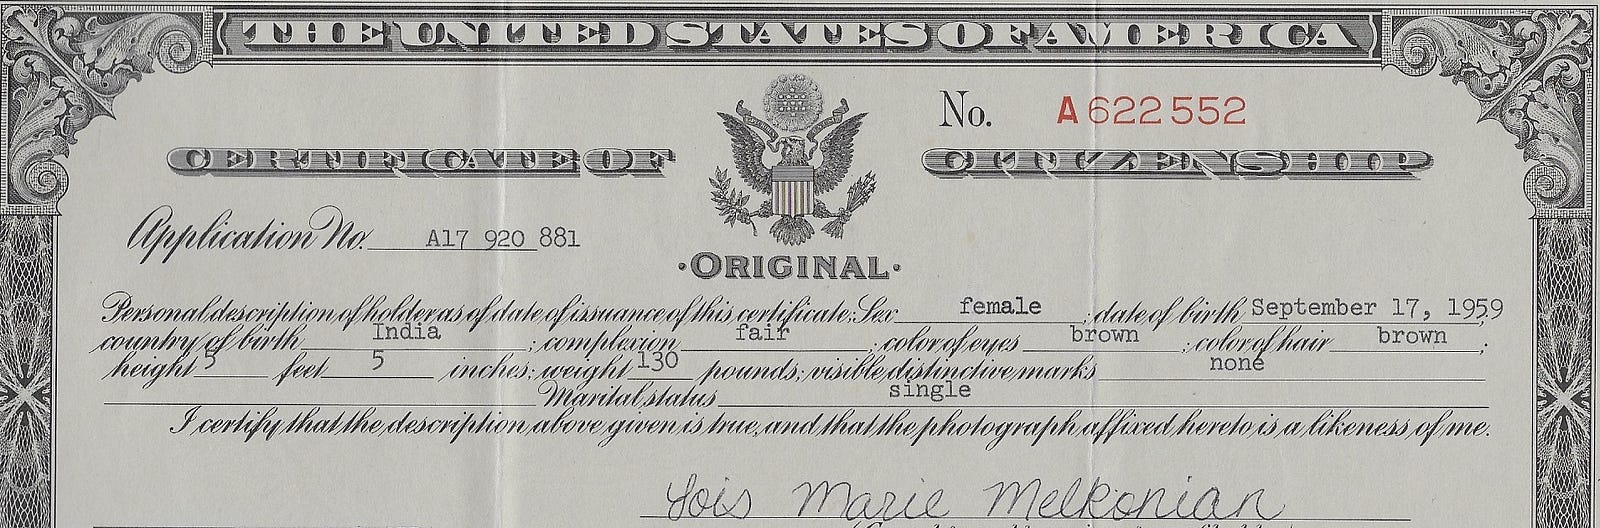 THE UNITED STATES OF AMERICA
No. A622552
CERTIFICATE OF CITIZENSHIP
Application No. A17 920 881
·ORIGINAL·
Personal description of holder as of date of issuance of this certificate: Sex female ; date of birth September 17, 1959
country of birth India ; complexion fair ; color of eyes brown ; color of hair brown ;
height 5 feet 5 inches; weight 130 pounds; visible distinctive marks none
Marital status single
I certify that the description above given is true, and that the photograph affixed hereto is a likeness of me.
Lois Marie Melkonian